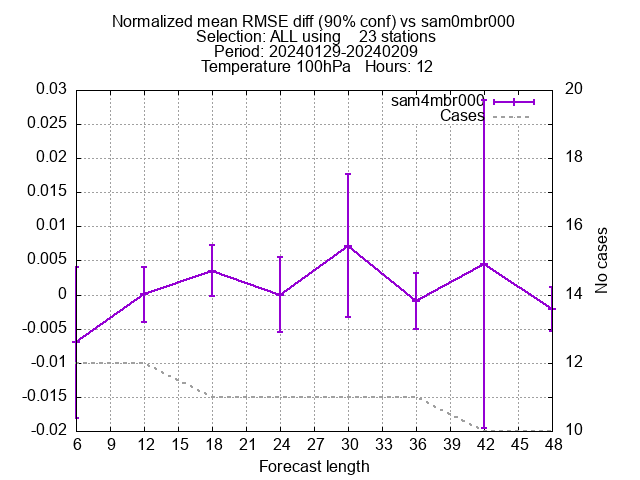 Normalized mean RMSE diff (90% conf) vs sam0mbr000
Selection: ALL using    23 stations
Period: 20240129-20240209
Temperature 100hPa   Hours: 12
sam4mbr000
Cases
0.03
0.025
0.02
0.015
0.01
0.005
0
-0.005
-0.01
-0.015
-0.02
20
18
16
14
12
10
No cases
6 9 12 15 18 21 24 27 30 33 36 39 42 45 48
Forecast length